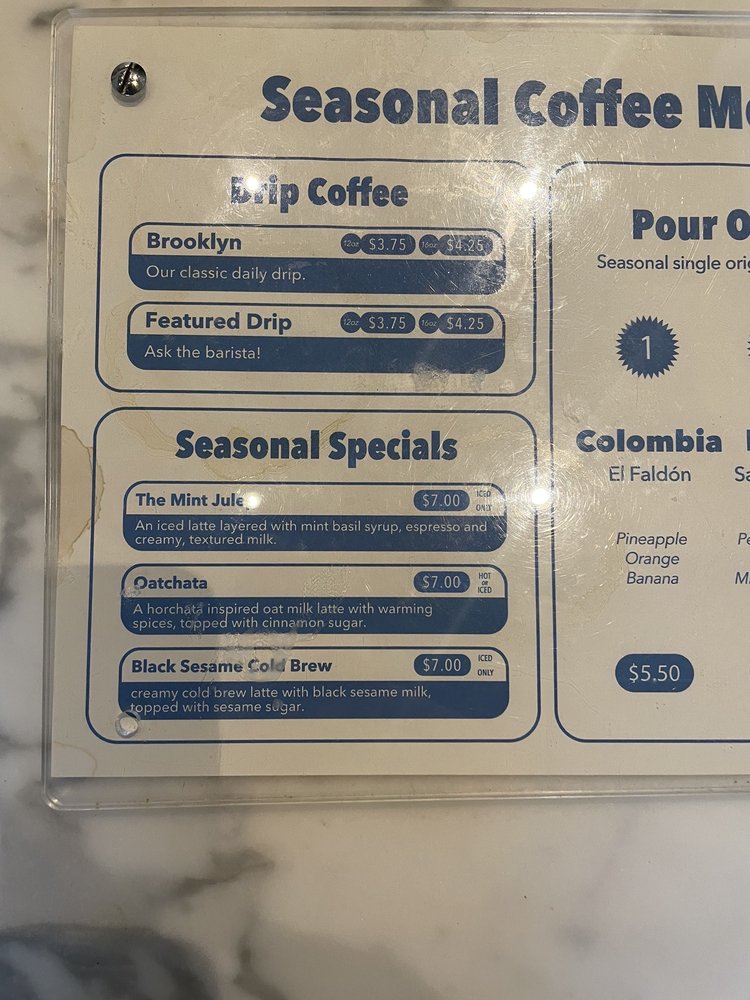 Seasonal Coffee
Drip Coffee
Brooklyn 12oz $3.75 16oz $4.25
Our classic daily drip.
Featured Drip 12oz $3.75 16oz $4.25
Ask the barista!
Seasonal Specials
The Mint $7.00 ICED ONLY
An iced latte layered with mint basil syrup, espresso and
creamy, textured milk.
Oatchata $7.00 HOT OR ICED
A horchata inspired oat milk latte with warming
spices, topped with cinnamon sugar.
Black Sesame Cold Brew $7.00 ICED ONLY
creamy cold brew latte with black sesame milk,
topped with sesame sugar.
Pour
Seasonal single
1
Colombia
El Faldón
Pineapple
Orange
Banana
$5.50